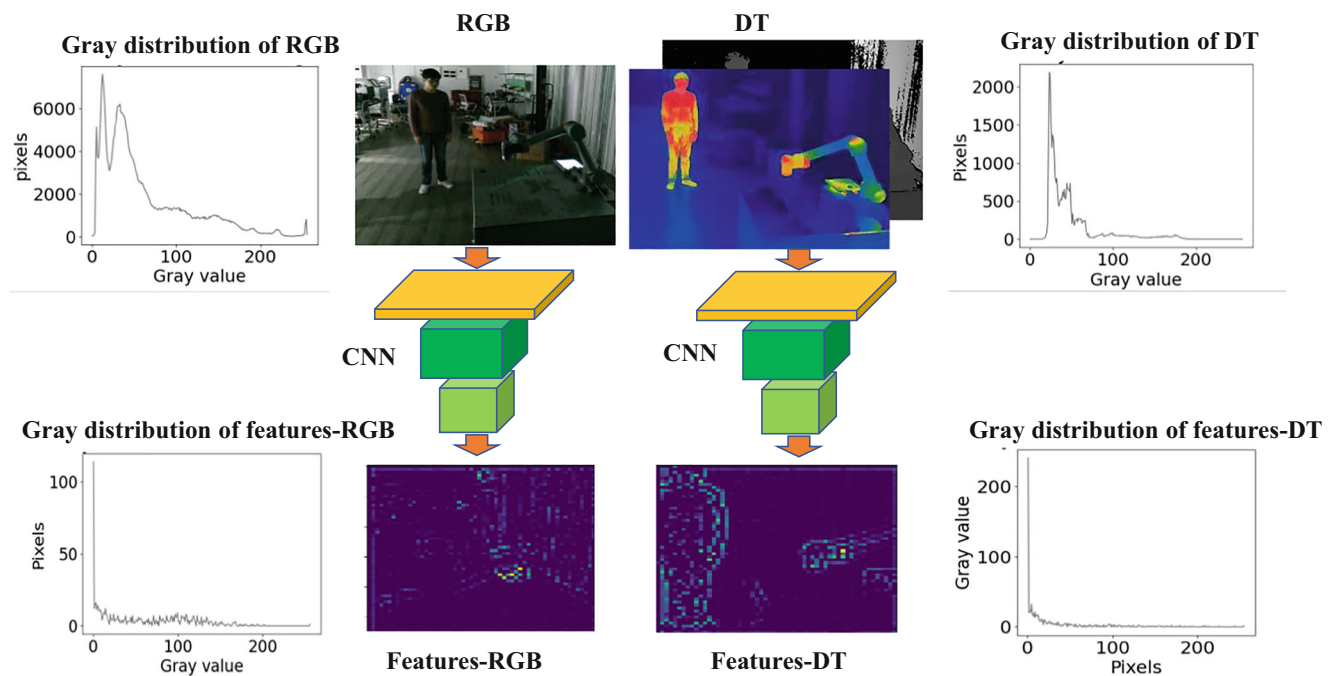 RGB
DT
Gray distribution of RGB
6000
4000
2000
0
pixels
0 100 200
Gray value
Gray distribution of DT
2000
1500
1000
500
0
Pixels
0 50 100 150 200 250
Gray value
CNN
CNN
Gray distribution of features-RGB
100
50
0
Pixels
0 100 200
Gray value
Features-RGB
Features-DT
Gray distribution of features-DT
200
100
0
Gray value
0 100 200
Pixels